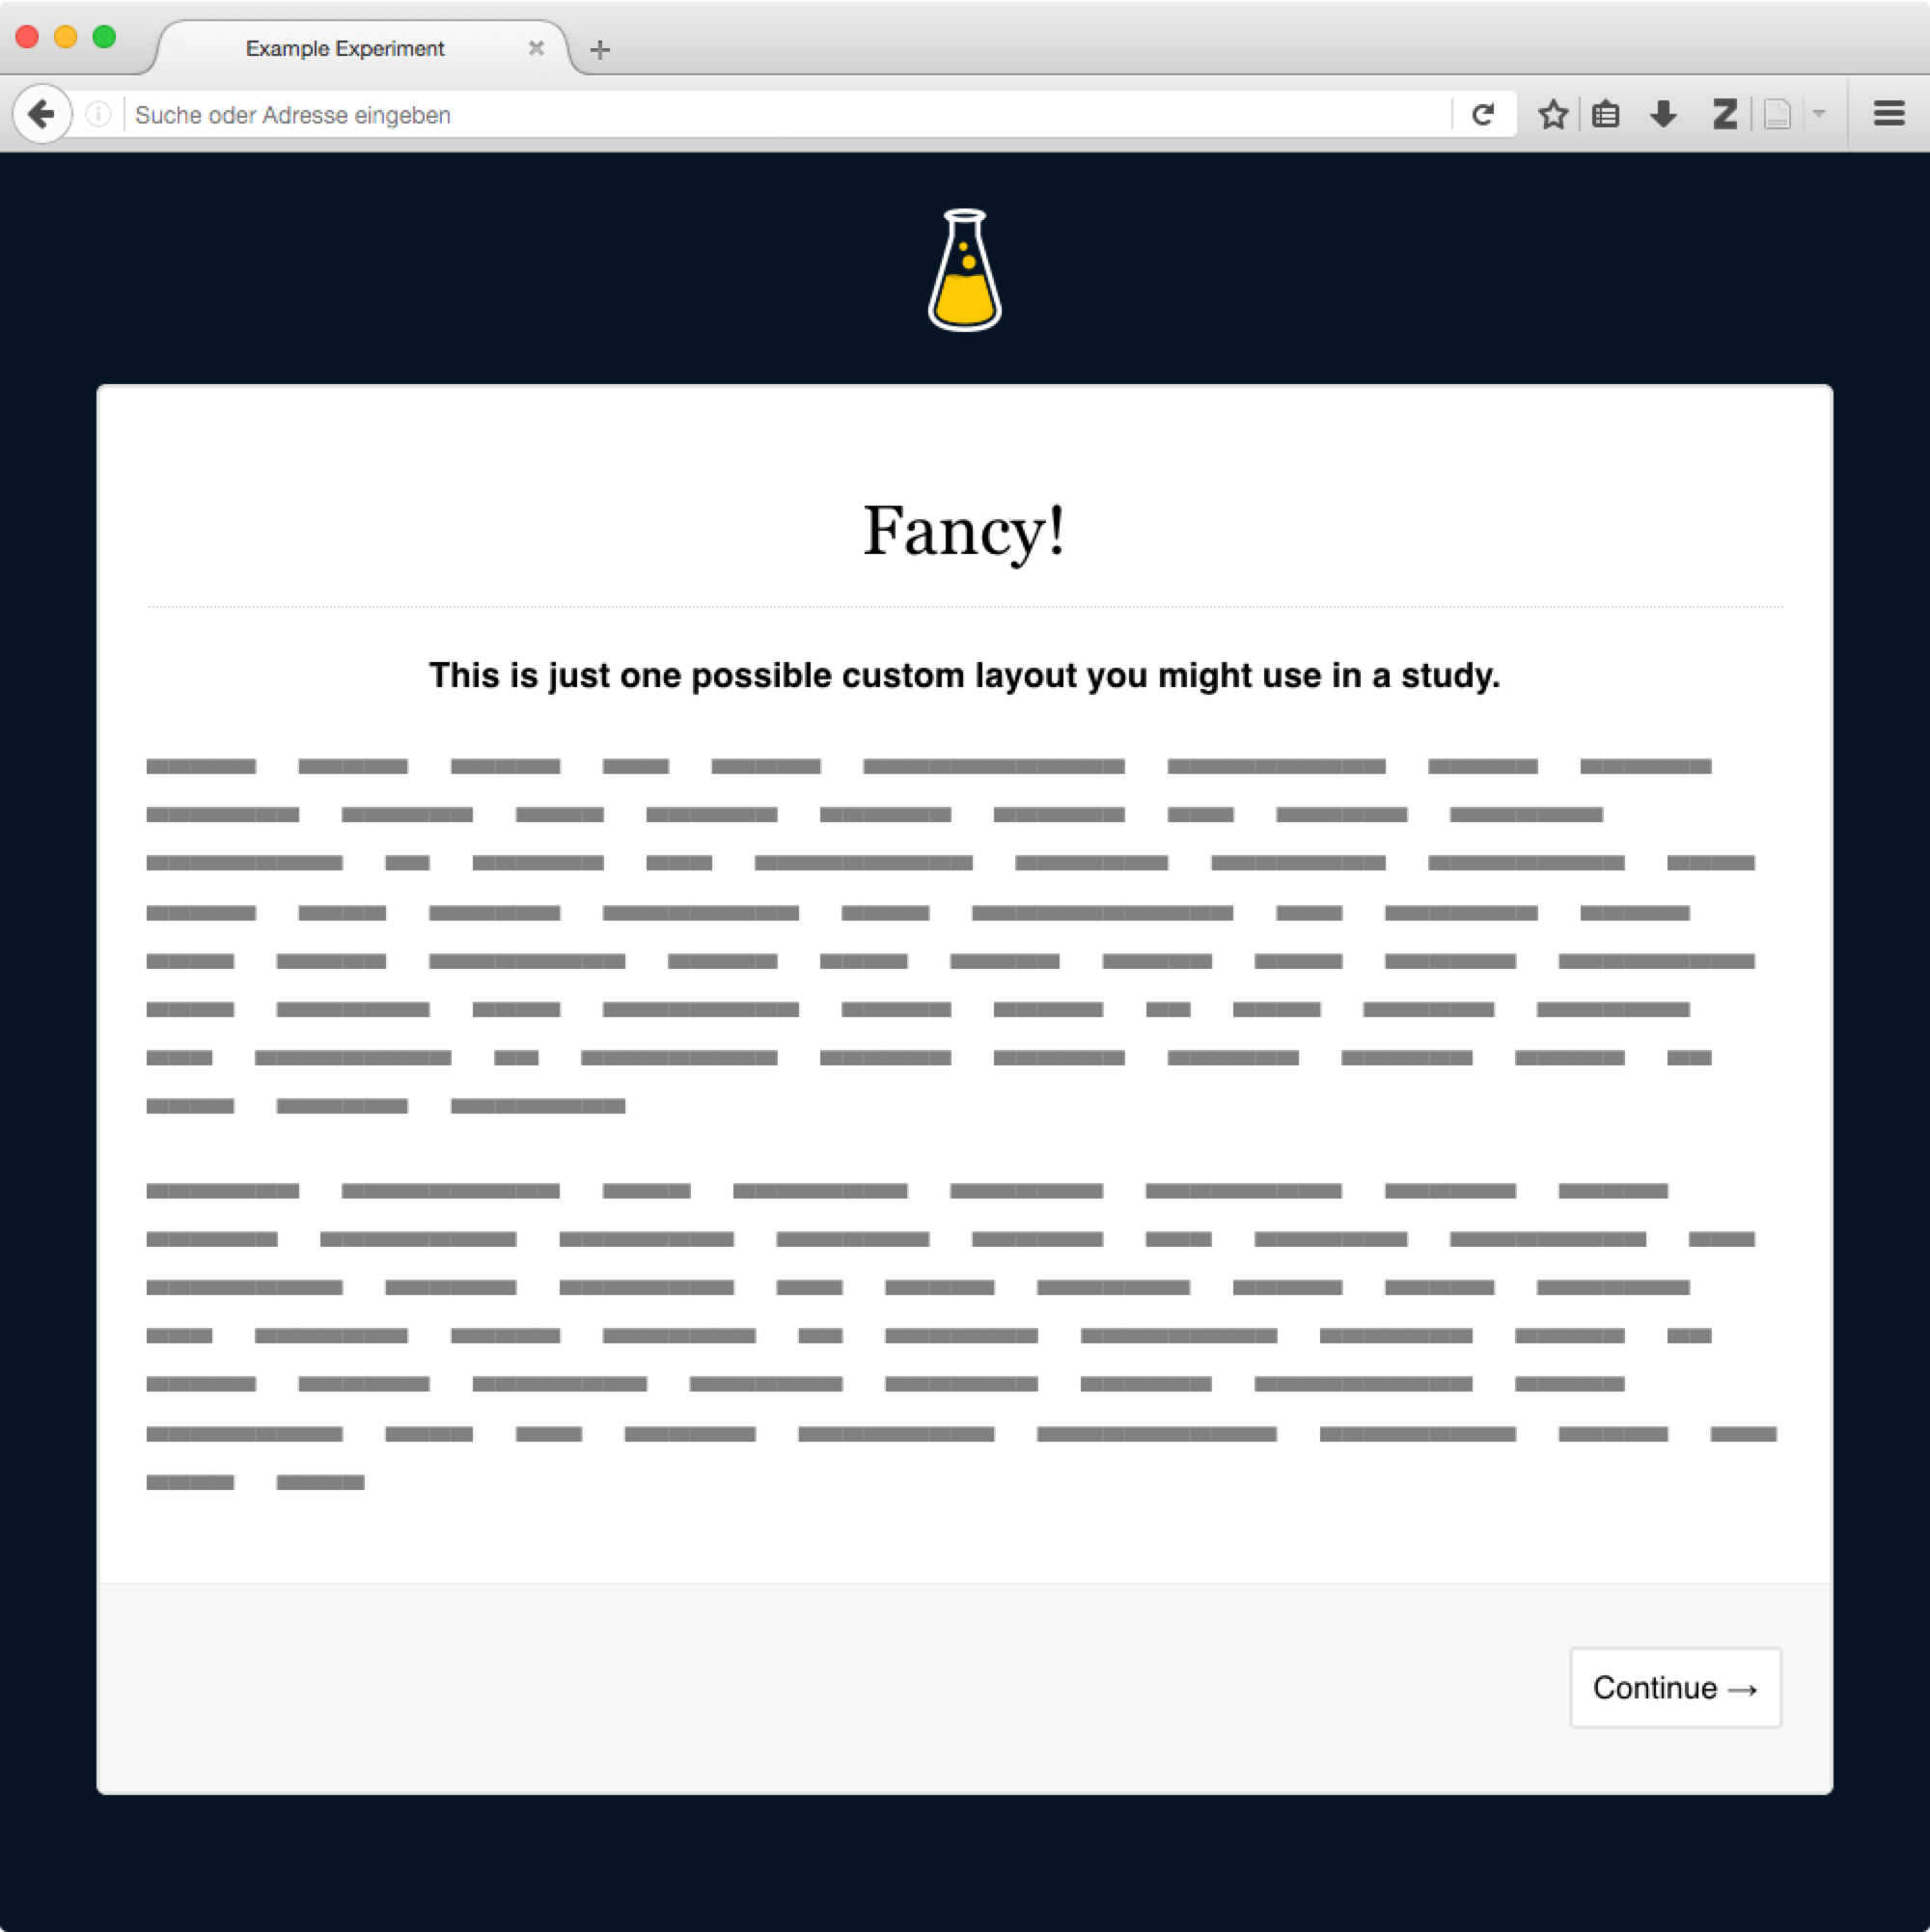 Example Experiment
Suche oder Adresse eingeben
Fancy!
This is just one possible custom layout you might use in a study.
Continue →